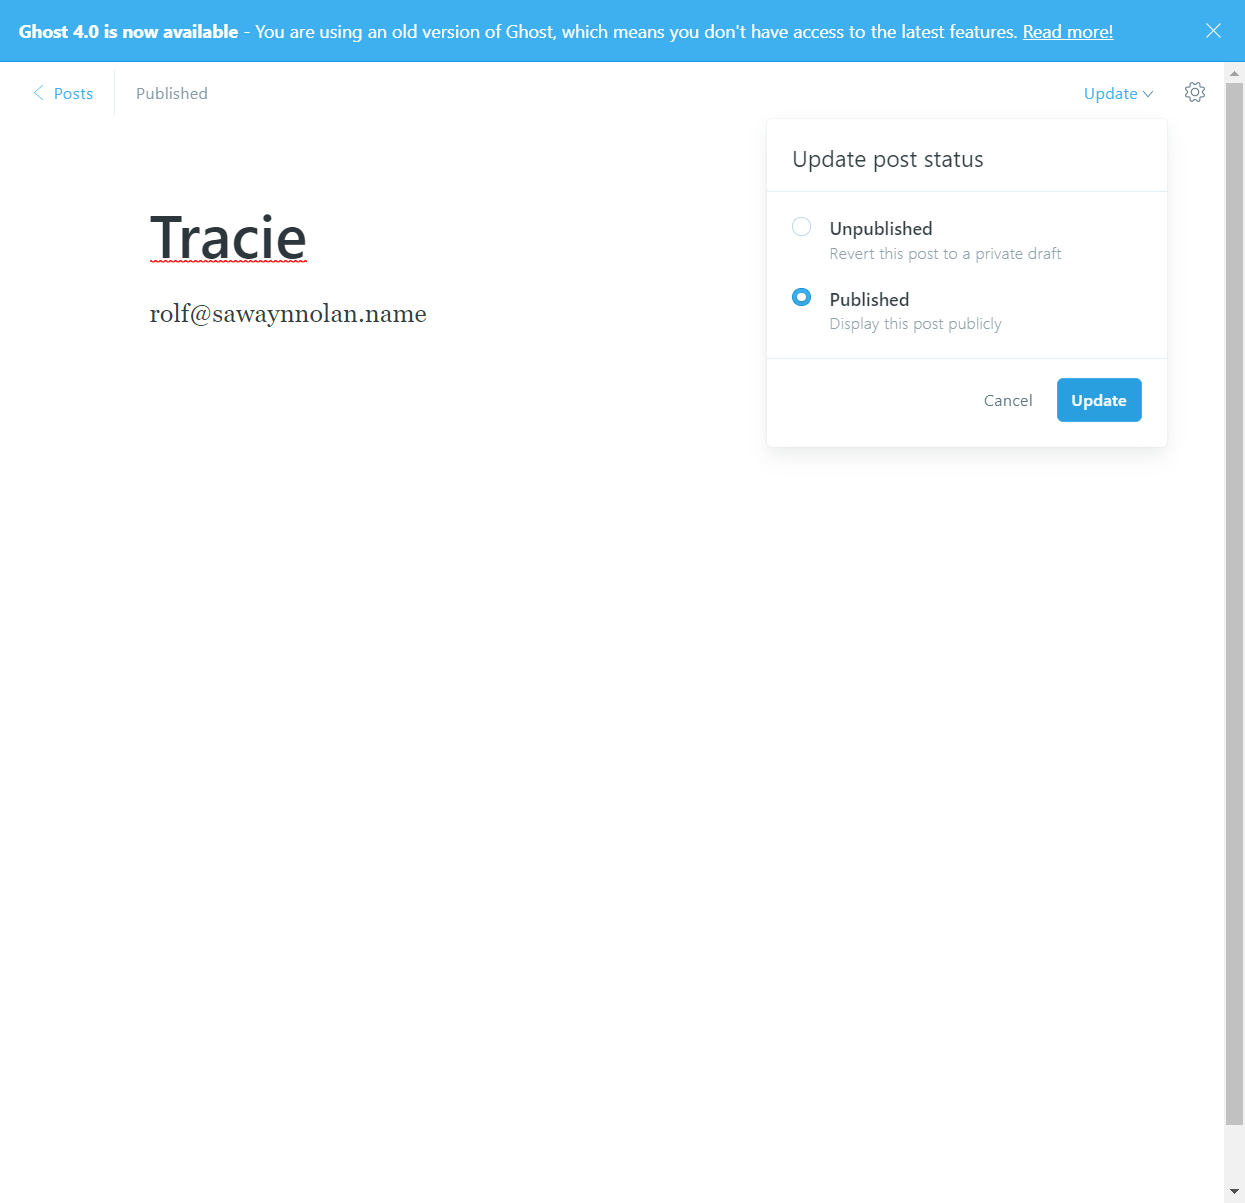 Ghost 4.0 is now available - You are using an old version of Ghost, which means you don't have access to the latest features. Read more!
Posts
Published
Update
Update post status
Tracie
rolf@sawaynnolan.name
Unpublished
Revert this post to a private draft
Published
Display this post publicly
Cancel
Update